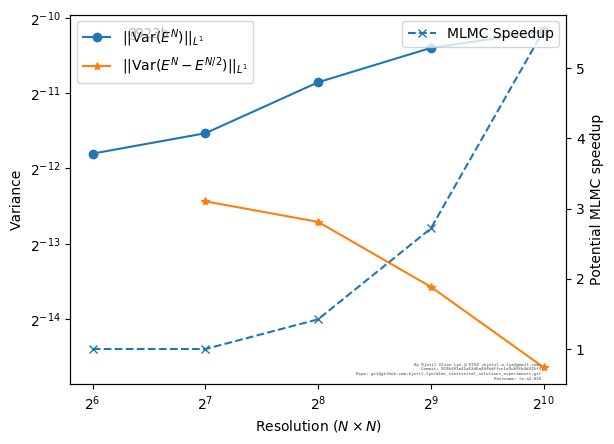 2^{-10}
||Var(E^N)||_{L^1}
||Var(E^N − E^{N/2})||_{L^1}
MLMC Speedup
2^{-11}
2^{-12}
2^{-13}
2^{-14}
Variance
5
4
3
2
1
Potential MLMC speedup
2^6
2^7
2^8
2^9
2^{10}
Resolution (N × N)